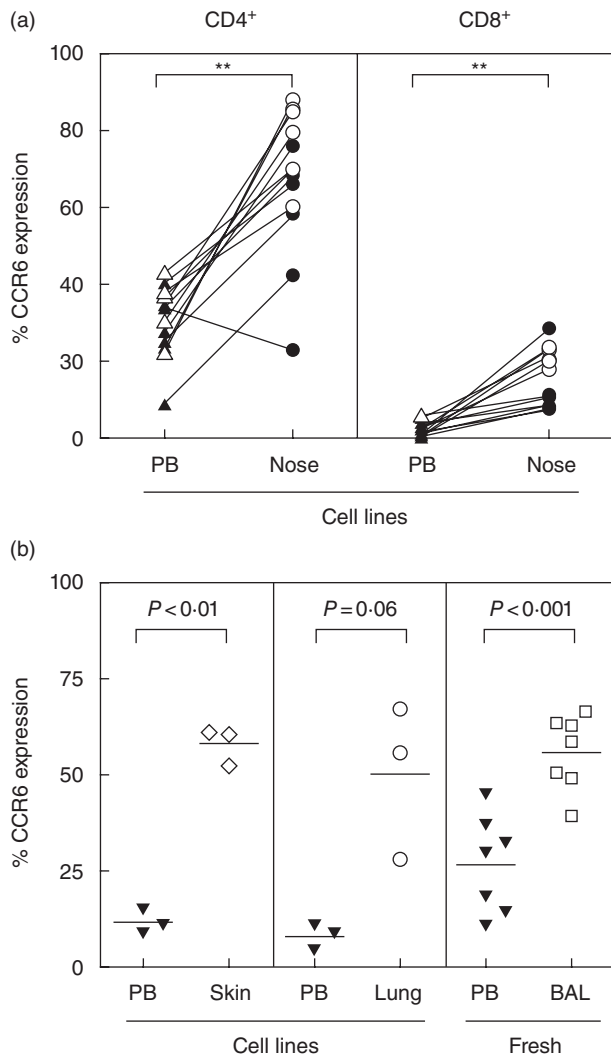 (a)
CD4+ CD8+
** **
100
80
60
40
30
0
% CCR6 expression
PB Nose PB Nose
Cell lines
(b)
100
75
50
25
0
% CCR6 expression
P < 0·01 P = 0·06 P < 0·001
PB Skin PB Lung PB BAL
Cell lines Fresh